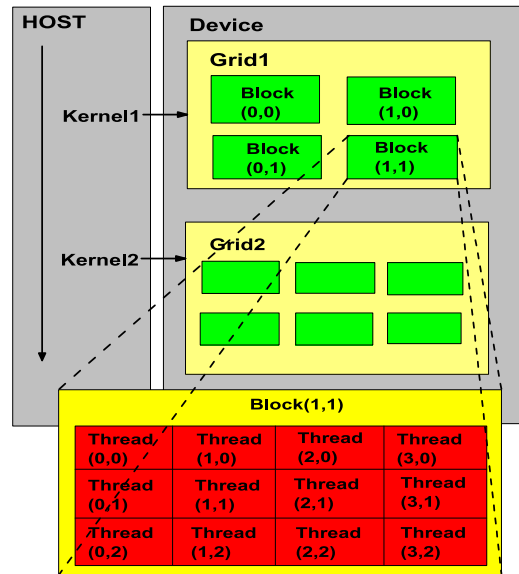 HOST
Device
Grid1
Block
(0,0)
Block
(1,0)
Kernel1
Block
(0,1)
Block
(1,1)
Grid2
Kernel2
Block(1,1)
Thread
(0,0)
Thread
(1,0)
Thread
(2,0)
Thread
(3,0)
Thread
(0,1)
Thread
(1,1)
Thread
(2,1)
Thread
(3,1)
Thread
(0,2)
Thread
(1,2)
Thread
(2,2)
Thread
(3,2)